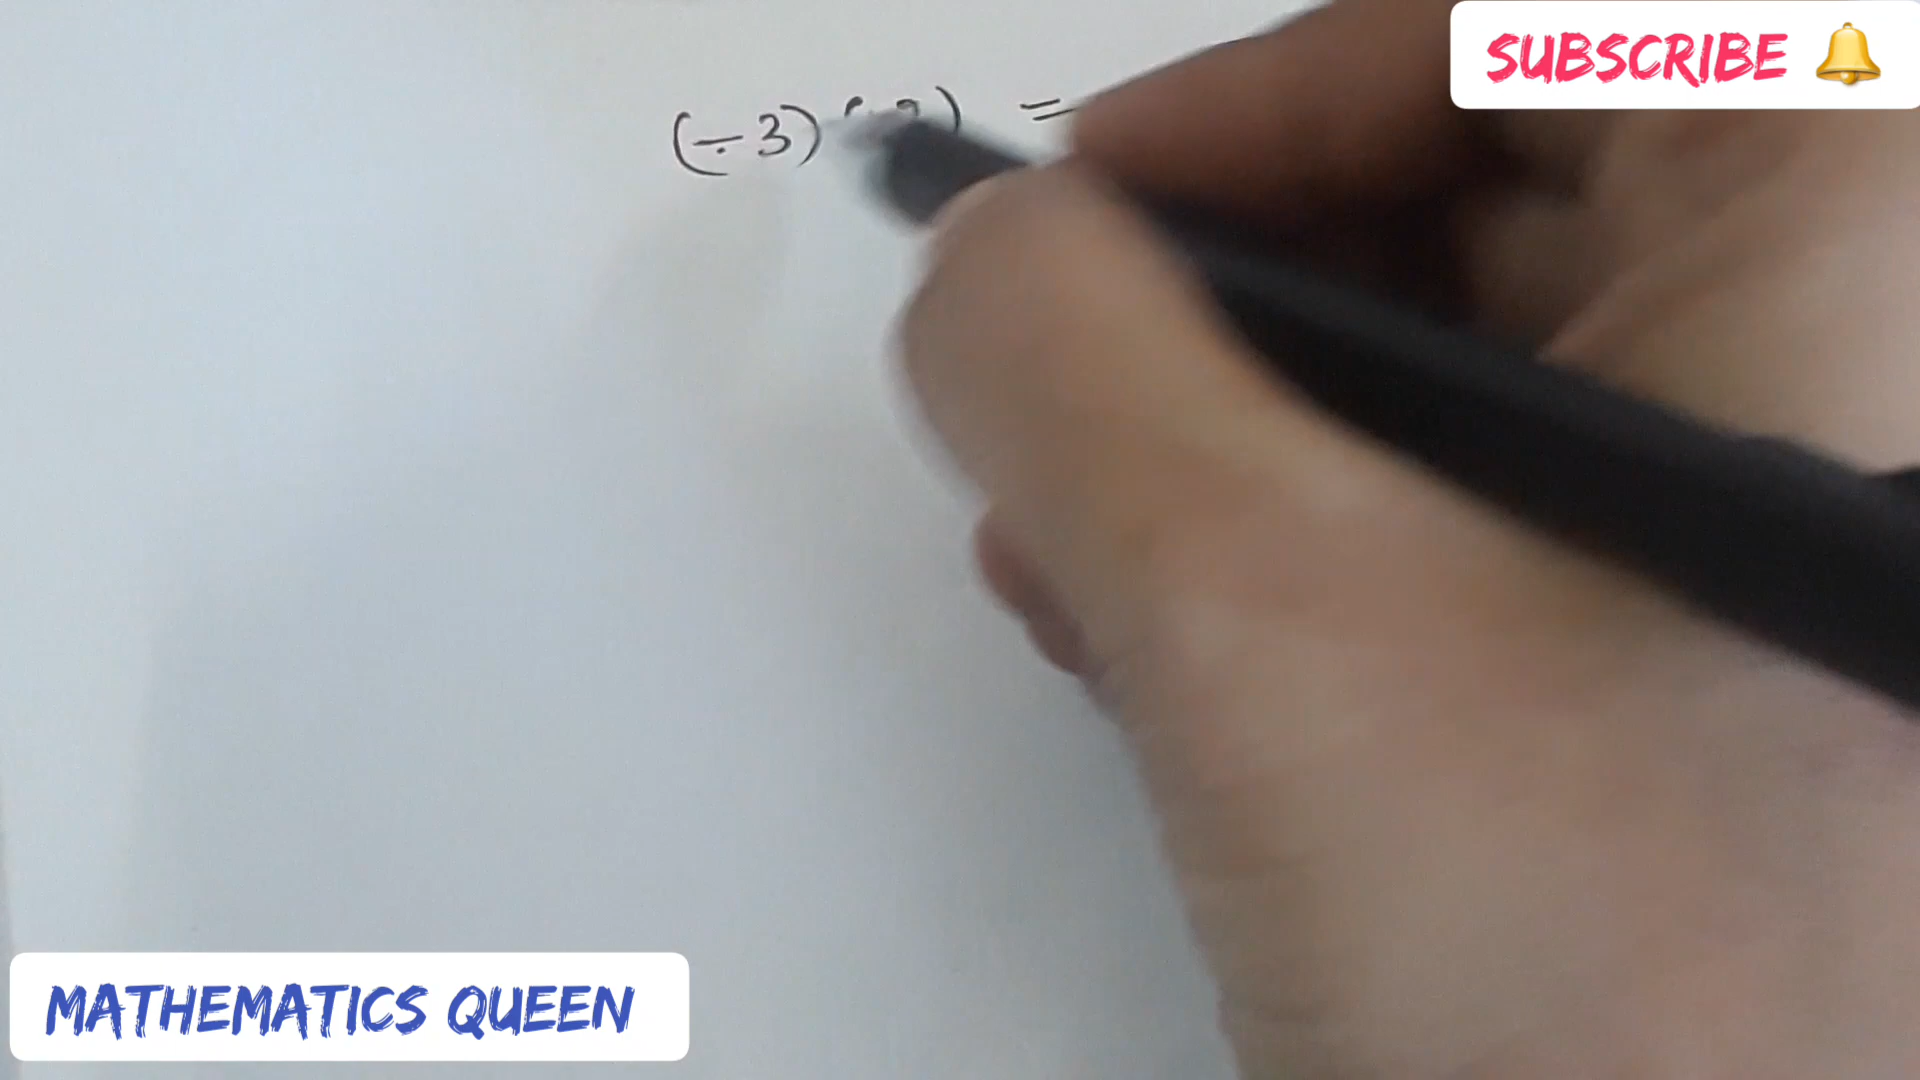 SUBSCRIBE 🔔
(-3) =
MATHEMATICS QUEEN